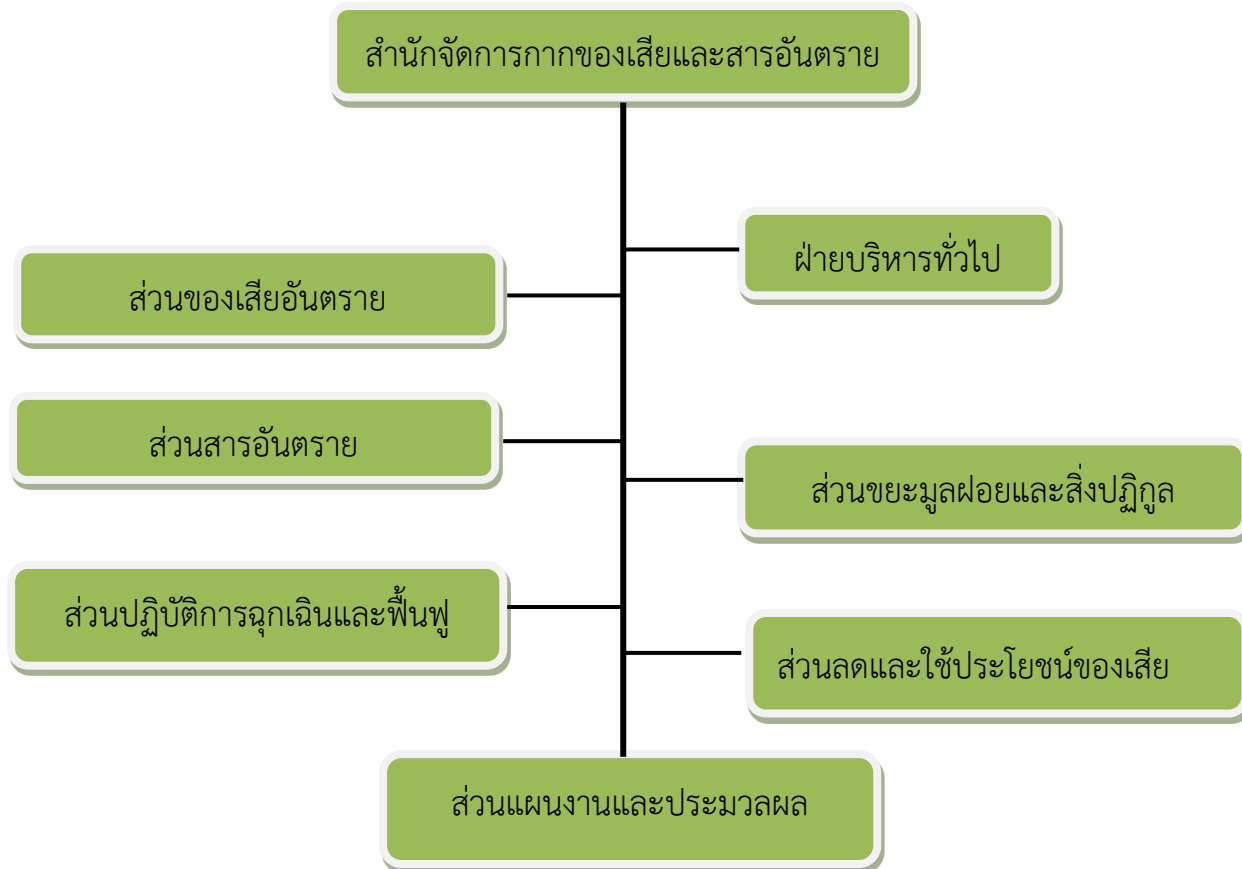 สำนักจัดการกากของเสียและสารอันตราย
ฝ่ายบริหารทั่วไป
ส่วนของเสียอันตราย
ส่วนสารอันตราย
ส่วนขยะมูลฝอยและสิ่งปฏิกูล
ส่วนปฏิบัติการฉุกเฉินและฟื้นฟู
ส่วนลดและใช้ประโยชน์ของเสีย
ส่วนแผนงานและประมวลผล